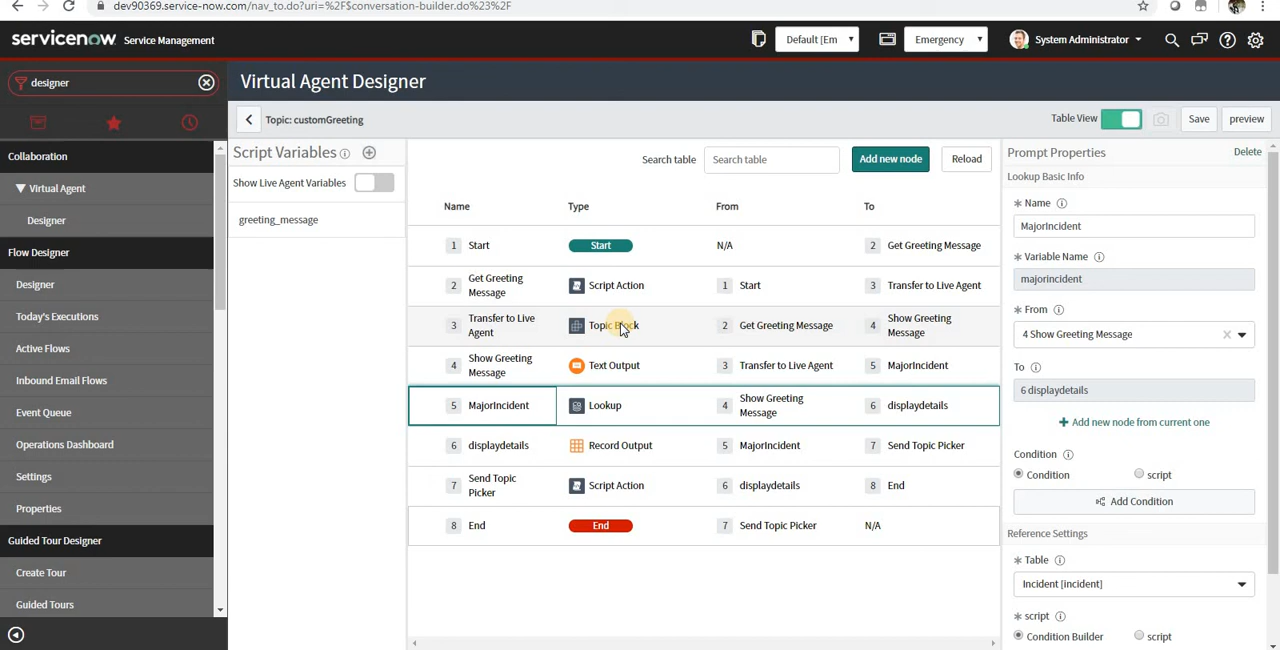 dev90369.service-now.com/nav_to.do?uri=%2F$conversation-builder.do%23%2F
servicenow Service Management
Default [Em
Emergency
System Administrator
designer
Virtual Agent Designer
Topic: customGreeting
Table View
Save
preview
Collaboration
Virtual Agent
Designer
Flow Designer
Designer
Today's Executions
Active Flows
Inbound Email Flows
Event Queue
Operations Dashboard
Settings
Properties
Guided Tour Designer
Create Tour
Guided Tours
Script Variables
Show Live Agent Variables
greeting_message
Search table
Search table
Add new node
Reload
Name Type From To
1 Start Start N/A 2 Get Greeting Message
2 Get Greeting Message Script Action 1 Start 3 Transfer to Live Agent
3 Transfer to Live Agent Topic Block 2 Get Greeting Message 4 Show Greeting Message
4 Show Greeting Message Text Output 3 Transfer to Live Agent 5 MajorIncident
5 MajorIncident Lookup 4 Show Greeting Message 6 displaydetails
6 displaydetails Record Output 5 MajorIncident 7 Send Topic Picker
7 Send Topic Picker Script Action 6 displaydetails 8 End
8 End End 7 Send Topic Picker N/A
Prompt Properties
Delete
Lookup Basic Info
* Name
MajorIncident
* Variable Name
majorincident
* From
4 Show Greeting Message
To
6 displaydetails
+ Add new node from current one
Condition
Condition script
Add Condition
Reference Settings
* Table
Incident [incident]
* script
Condition Builder script